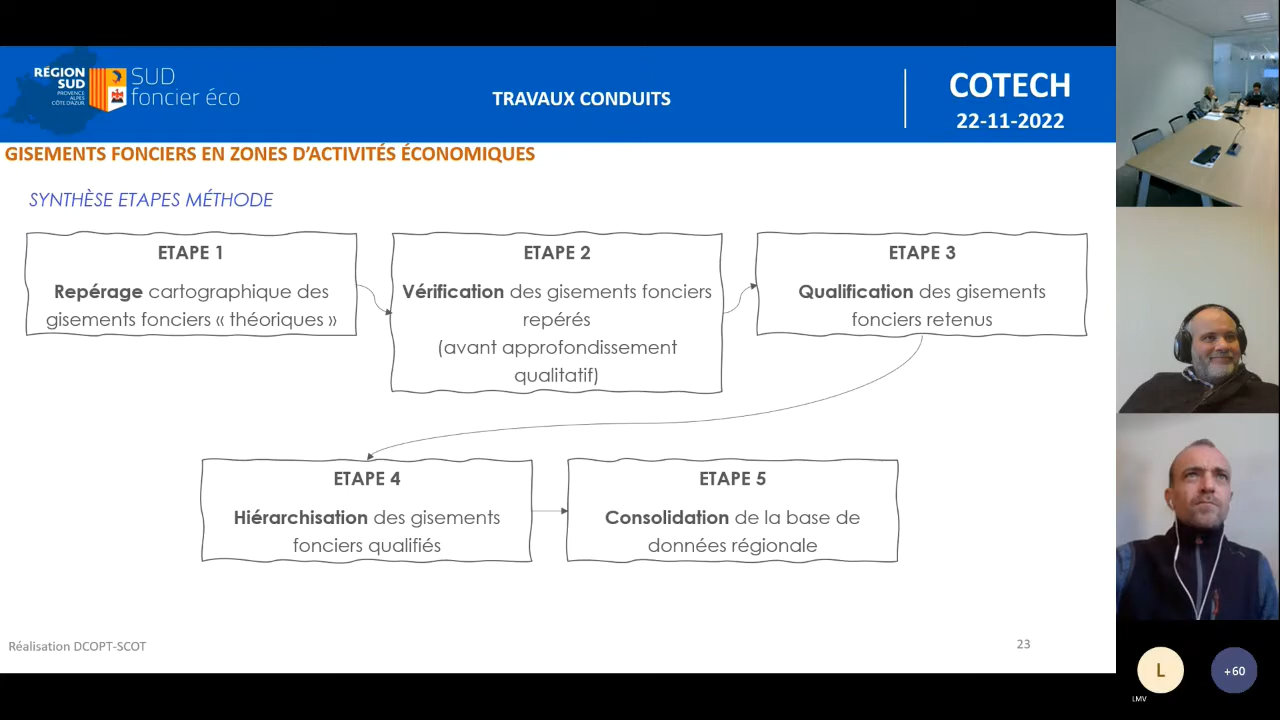 RÉGION
SUD
PROVENCE
ALPES
CÔTE D'AZUR
SUD
foncier éco
TRAVAUX CONDUITS
COTECH
22-11-2022
GISEMENTS FONCIERS EN ZONES D'ACTIVITÉS ÉCONOMIQUES
SYNTHÈSE ETAPES MÉTHODE
ETAPE 1
Repérage cartographique des
gisements fonciers « théoriques »
ETAPE 2
Vérification des gisements fonciers
repérés
(avant approfondissement
qualitatif)
ETAPE 3
Qualification des gisements
fonciers retenus
ETAPE 4
Hiérarchisation des gisements
fonciers qualifiés
ETAPE 5
Consolidation de la base de
données régionale
Réalisation DCOPT-SCOT
23
L
+60
LMV